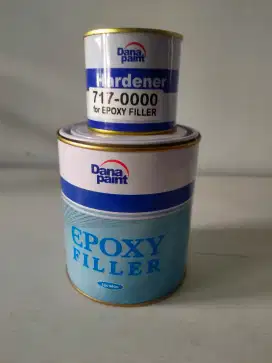 Dana
paint
Hardener
717-0000
for EPOXY FILLER
Dana
paint
EPOXY
FILLER